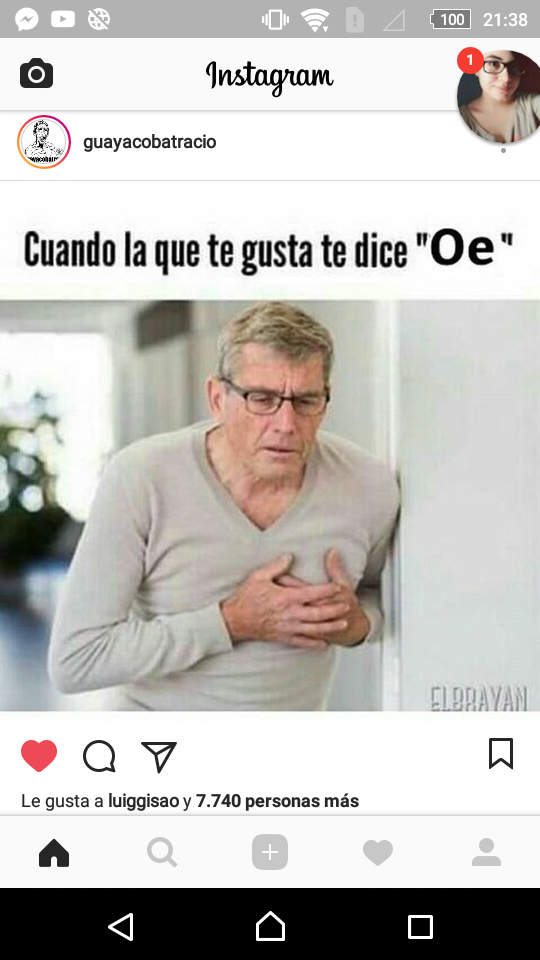 100 21:38
Instagram
1
guayacobatracio
Cuando la que te gusta te dice "Oe"
ELBRAYAN
Le gusta a luiggisao y 7.740 personas más